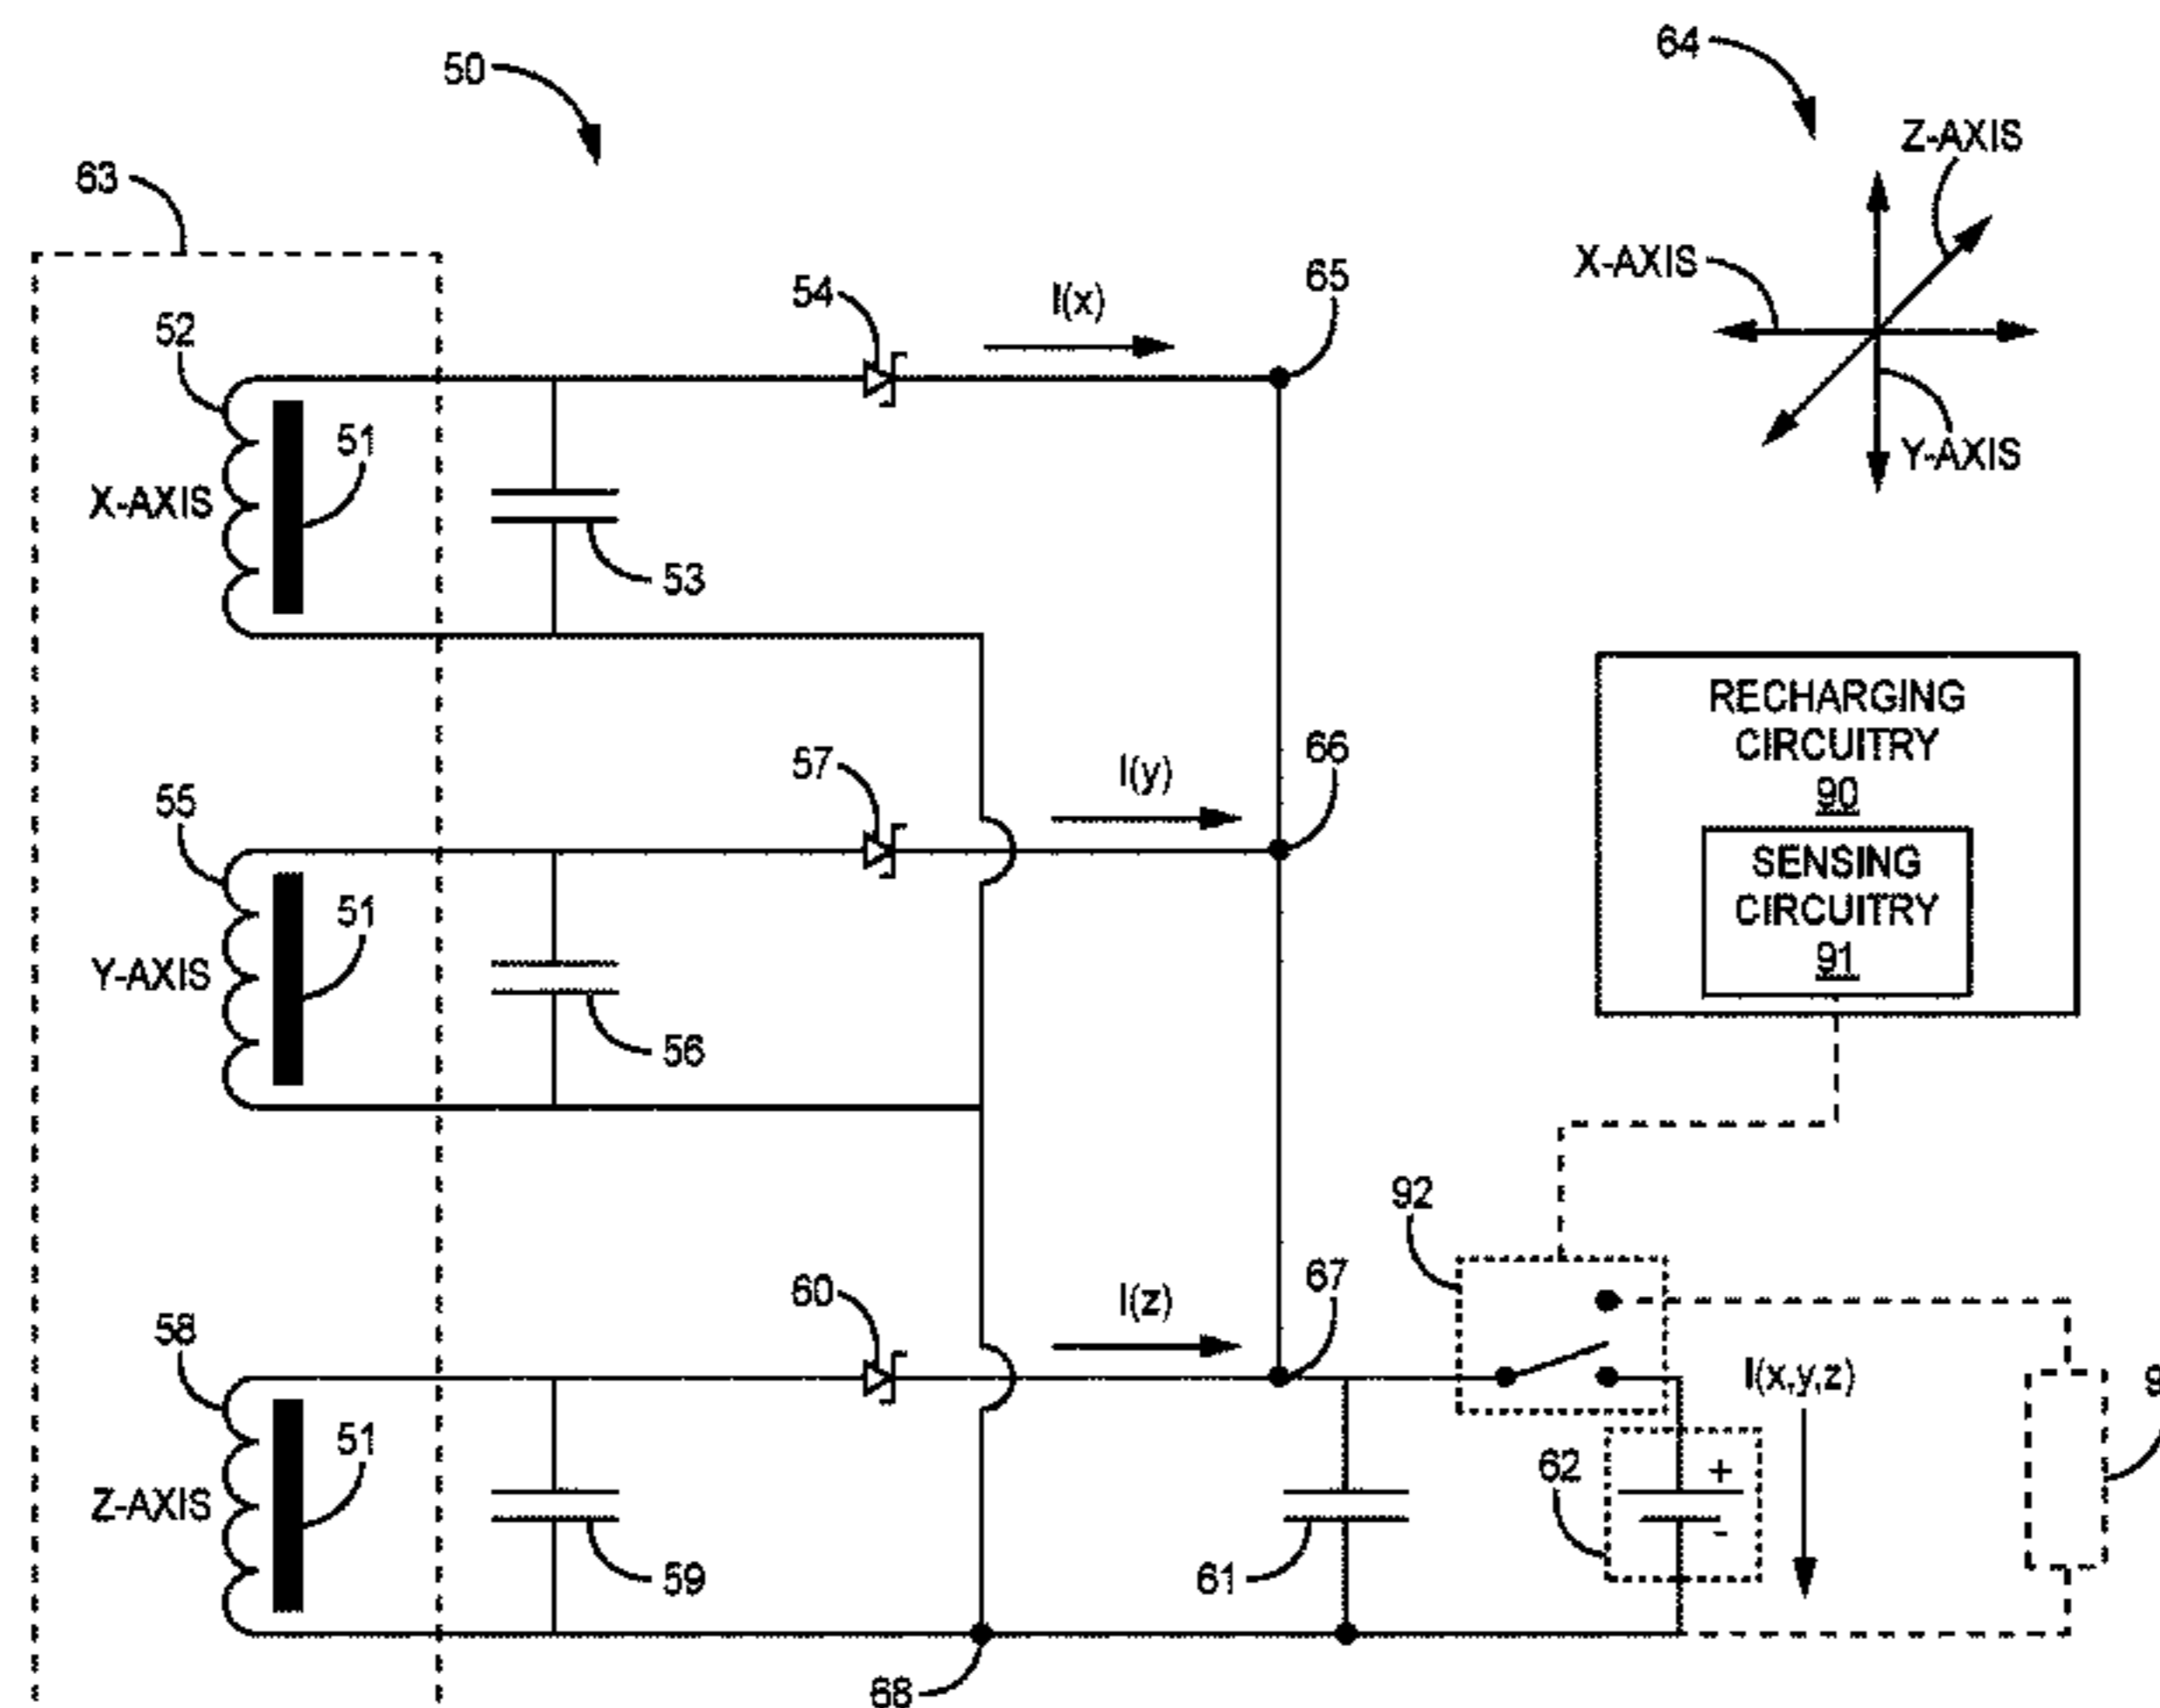 50
64
Z-AXIS
63
X-AXIS
54
I(x)
65
52
51
X-AXIS
Y-AXIS
53
RECHARGING
CIRCUITRY
90
57
I(y)
66
55
SENSING
CIRCUITRY
91
51
Y-AXIS
56
92
60
I(z)
67
58
I(x,y,z)
51
62
+
-
Z-AXIS
59
61
68